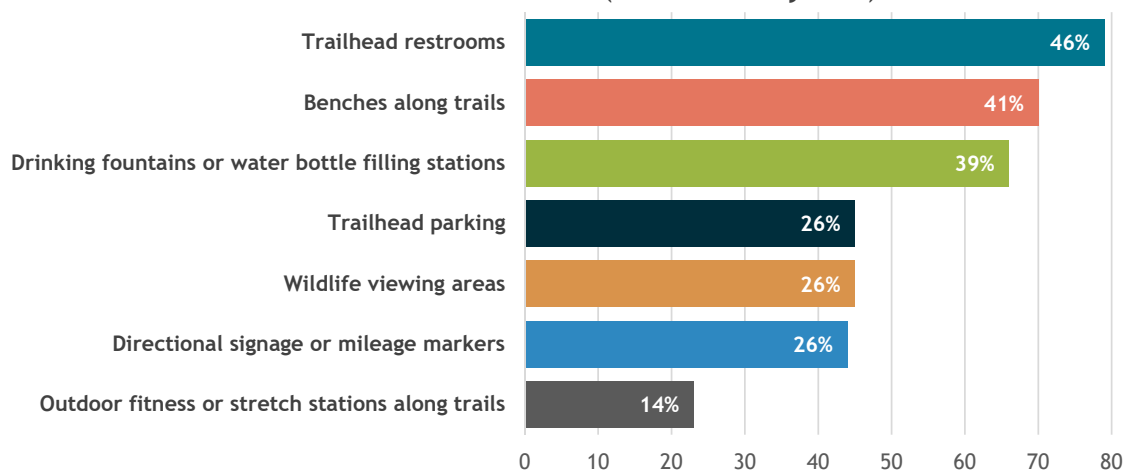 Trailhead restrooms 46%
Benches along trails 41%
Drinking fountains or water bottle filling stations 39%
Trailhead parking 26%
Wildlife viewing areas 26%
Directional signage or mileage markers 26%
Outdoor fitness or stretch stations along trails 14%
0 10 20 30 40 50 60 70 80